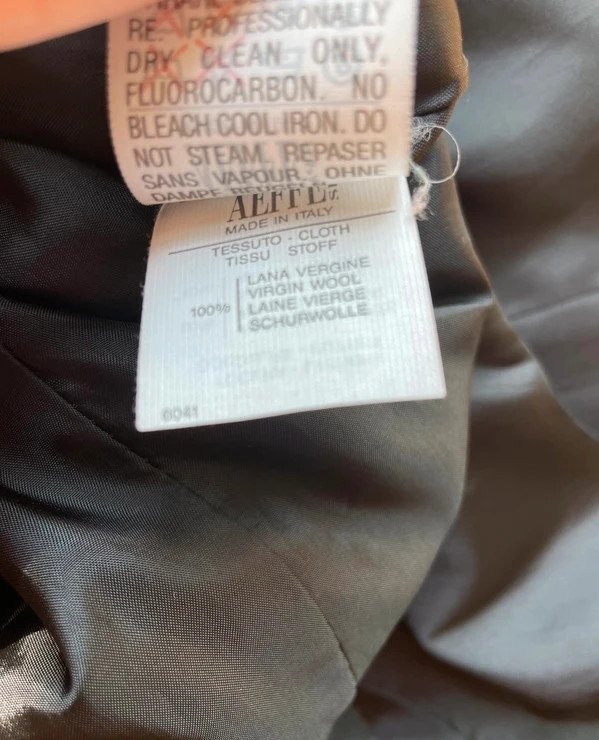 RE. PROFESSIONALLY
DRY CLEAN ONLY,
FLUOROCARBON. NO
BLEACH COOL IRON. DO
NOT STEAM. REPASER
SANS VAPOUR. OHNE
DAMPF
AEFFE
MADE IN ITALY
TESSUTO - CLOTH
TISSU STOFF
100%
LANA VERGINE
VIRGIN WOOL
LAINE VIERGE
SCHURWOLLE
6041